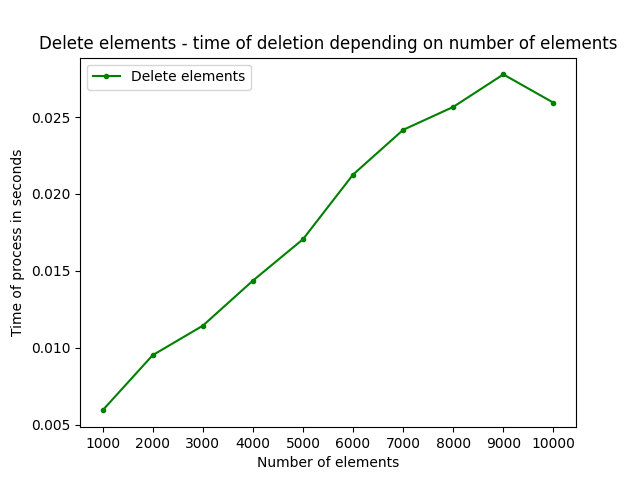 Delete elements - time of deletion depending on number of elements
Delete elements
Time of process in seconds
0.025
0.020
0.015
0.010
0.005
1000 2000 3000 4000 5000 6000 7000 8000 9000 10000
Number of elements